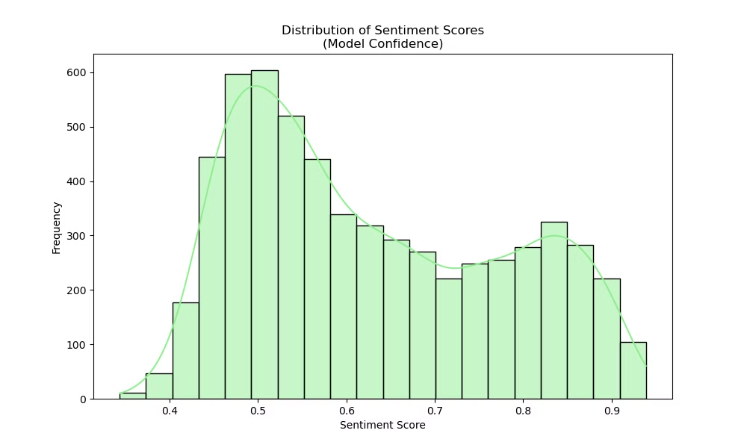 Distribution of Sentiment Scores
(Model Confidence)
600
500
400
300
200
100
0
Frequency
0.4 0.5 0.6 0.7 0.8 0.9
Sentiment Score